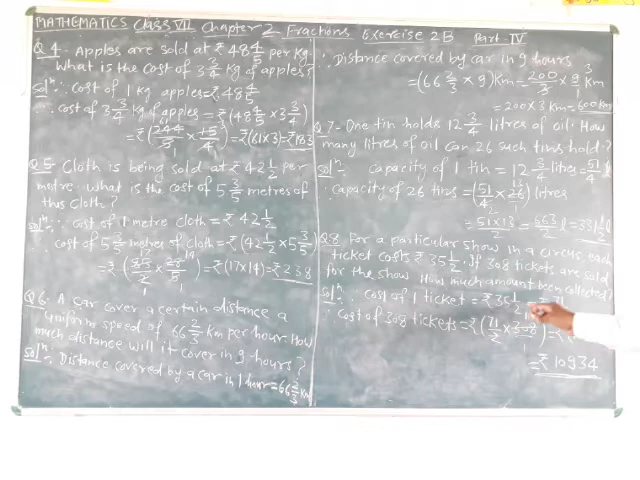 MATHEMATICS Class VII Chapter 2 Fractions Exercise 2B Part IV
Q4. Apples are sold at ₹48 4/5 per kg.
What is the cost of 3 3/4 kg of apples?
Solⁿ ∵ cost of 1 kg apples = ₹48 4/5
∴ cost of 3 3/4 kg of apples = ₹(48 4/5 × 3 3/4)
= ₹(244/5 × 15/4) = ₹(61×3) = ₹183
Q5. Cloth is being sold at ₹42 1/2 per
metre. What is the cost of 5 3/5 metres of
this cloth?
Solⁿ ∵ cost of 1 metre cloth = ₹42 1/2
∴ cost of 5 3/5 metres of cloth = ₹(42 1/2 × 5 3/5)
= ₹(85/2 × 28/5) = ₹(17×14) = ₹238
Q6. A car covers a certain distance at a
uniform speed of 66 2/3 km per hour. How
much distance will it cover in 9 hours?
Solⁿ ∵ Distance covered by a car in 1 hour = 66 2/3 Km
∴ Distance covered by car in 9 hours
= (66 2/3 × 9) Km = 200/3 × 9/1 Km
= 200×3 Km = 600 Km
Q7. One tin holds 12 3/4 litres of oil. How
many litres of oil can 26 such tins hold?
Solⁿ ∵ capacity of 1 tin = 12 3/4 litres = 51/4 l
∴ capacity of 26 tins = (51/4 × 26) litres
= 51×13/2 = 663/2 l = 331 1/2 l
Q8. For a particular show in a circus, each
ticket costs ₹35 1/2. If 308 tickets are sold
for the show. How much amount been collected?
Solⁿ ∵ cost of 1 ticket = ₹35 1/2
∴ cost of 308 tickets = ₹(71/2 × 308)
= ₹10934